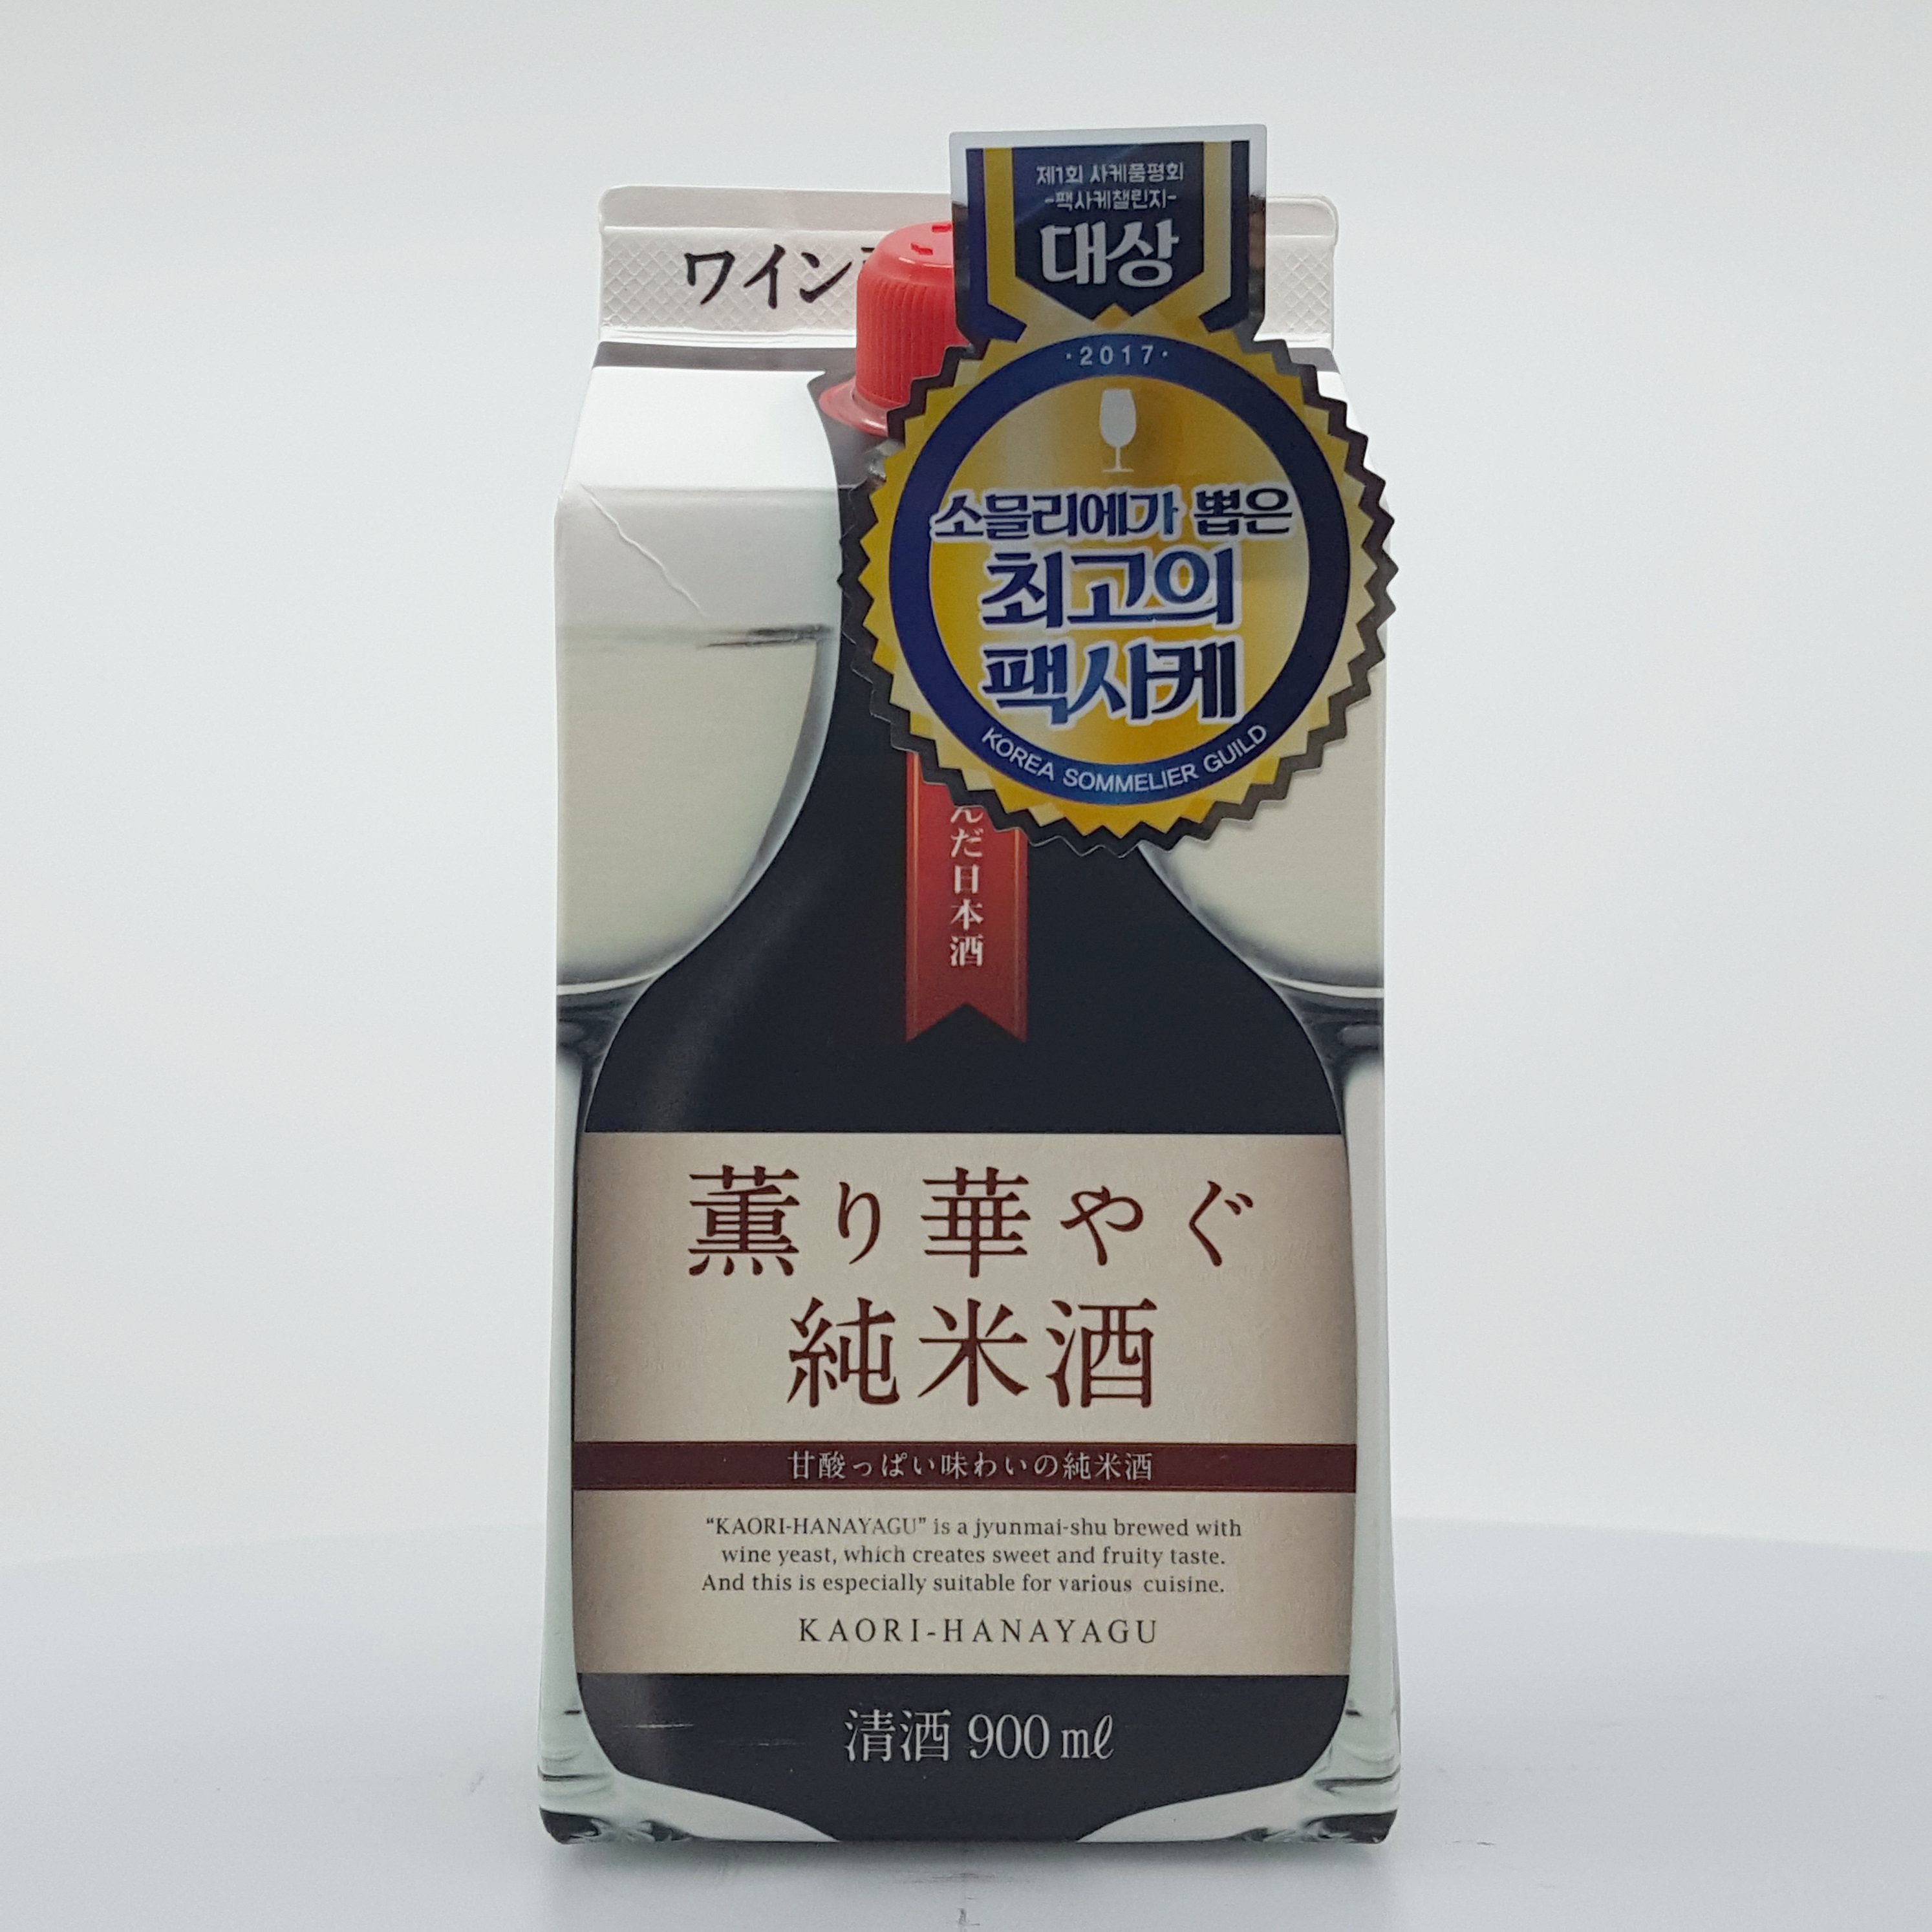 제1회 사케품평회
-팩사케챌린지-
대상
ワイン
·2017·
소믈리에가 뽑은
최고의
팩사케
KOREA SOMMELIER GUILD
んだ日本酒
薫り華やぐ
純米酒
甘酸っぱい味わいの純米酒
“KAORI-HANAYAGU” is a jyunmai-shu brewed with
wine yeast, which creates sweet and fruity taste.
And this is especially suitable for various cuisine.
KAORI-HANAYAGU
清酒 900㎖